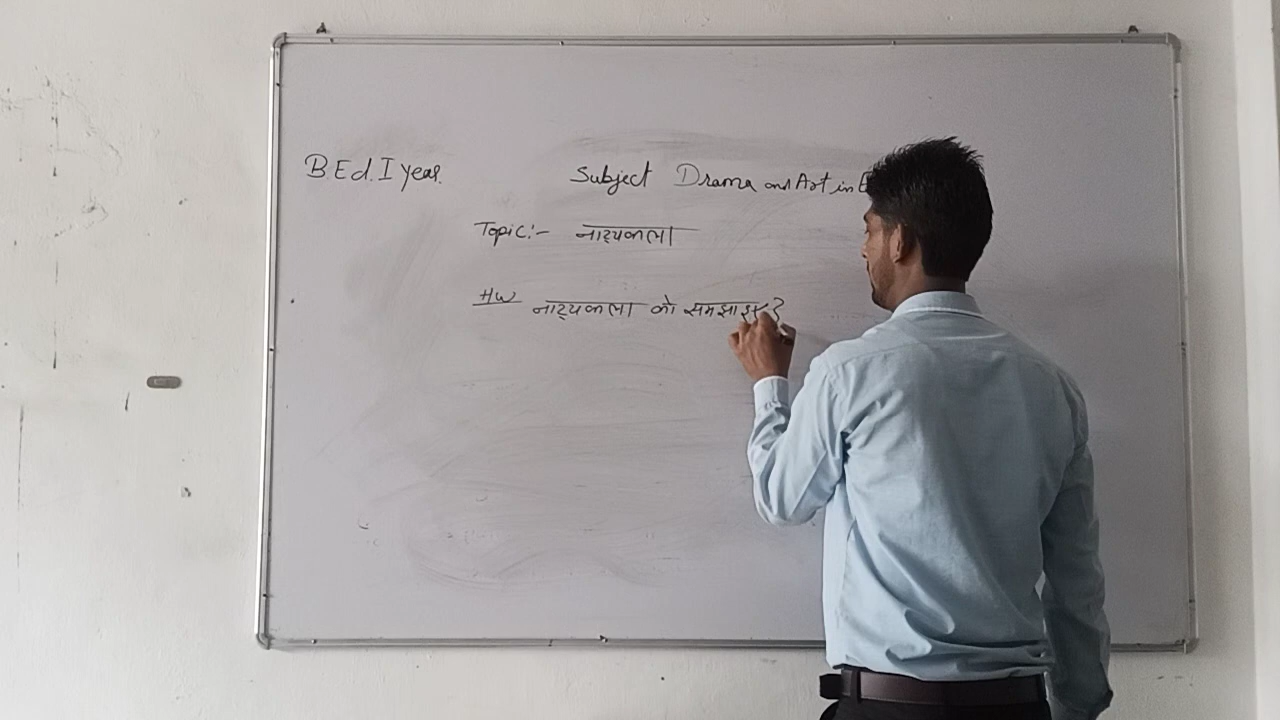 B.Ed. I year. Subject Drama and Art in
Topic:- नाट्यकला
HW नाट्यकला को समझाइए?